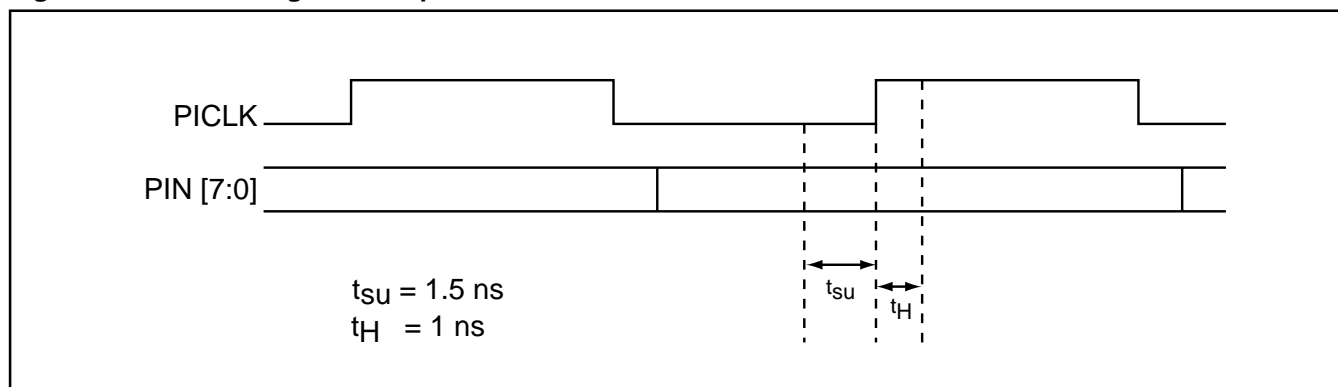 PICLK
PIN [7:0]
tsu
tH
tsu = 1.5 ns
tH = 1 ns